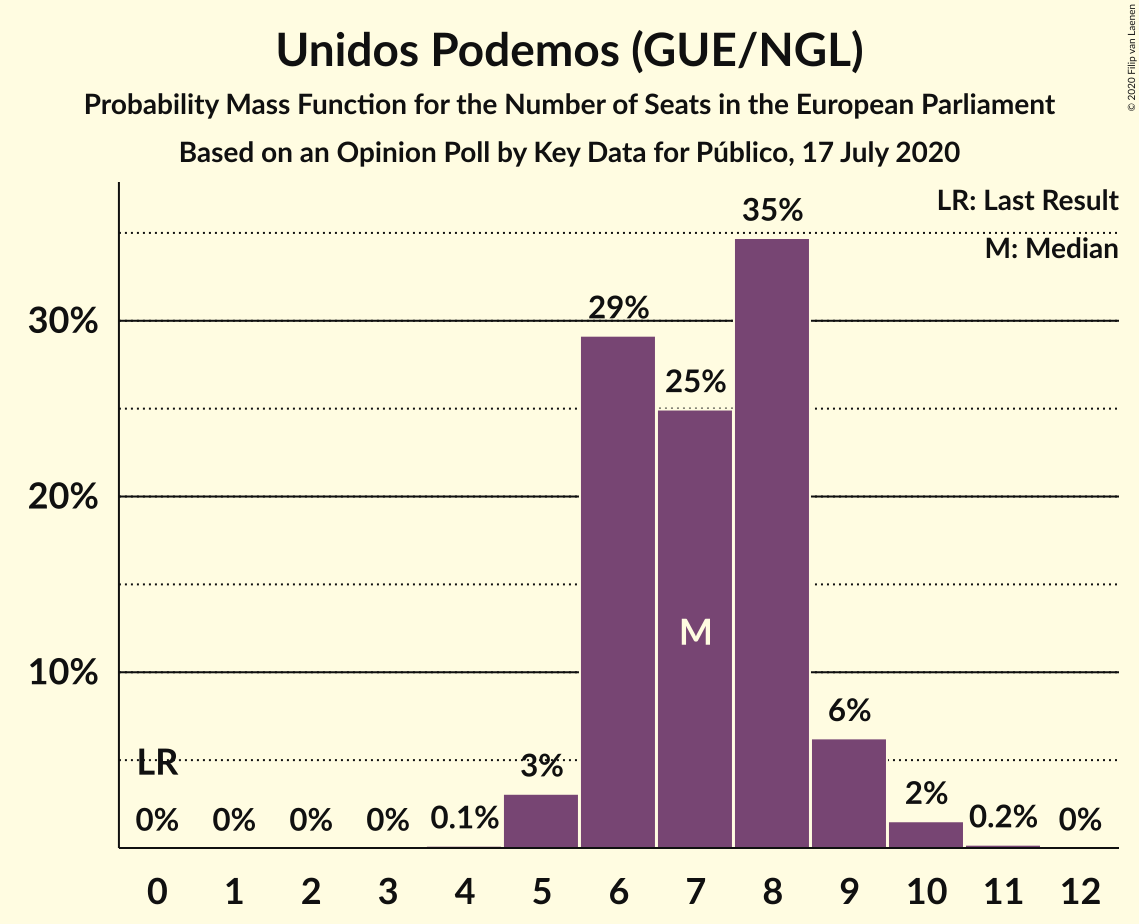 Unidos Podemos (GUE/NGL)
Probability Mass Function for the Number of Seats in the European Parliament
Based on an Opinion Poll by Key Data for Público, 17 July 2020
© 2020 Filip van Laenen
LR: Last Result
M: Median
35%
30%
29%
25%
20%
M
10%
6%
LR
3%
2%
0% 0% 0% 0% 0.1% 0.2% 0%
0 1 2 3 4 5 6 7 8 9 10 11 12